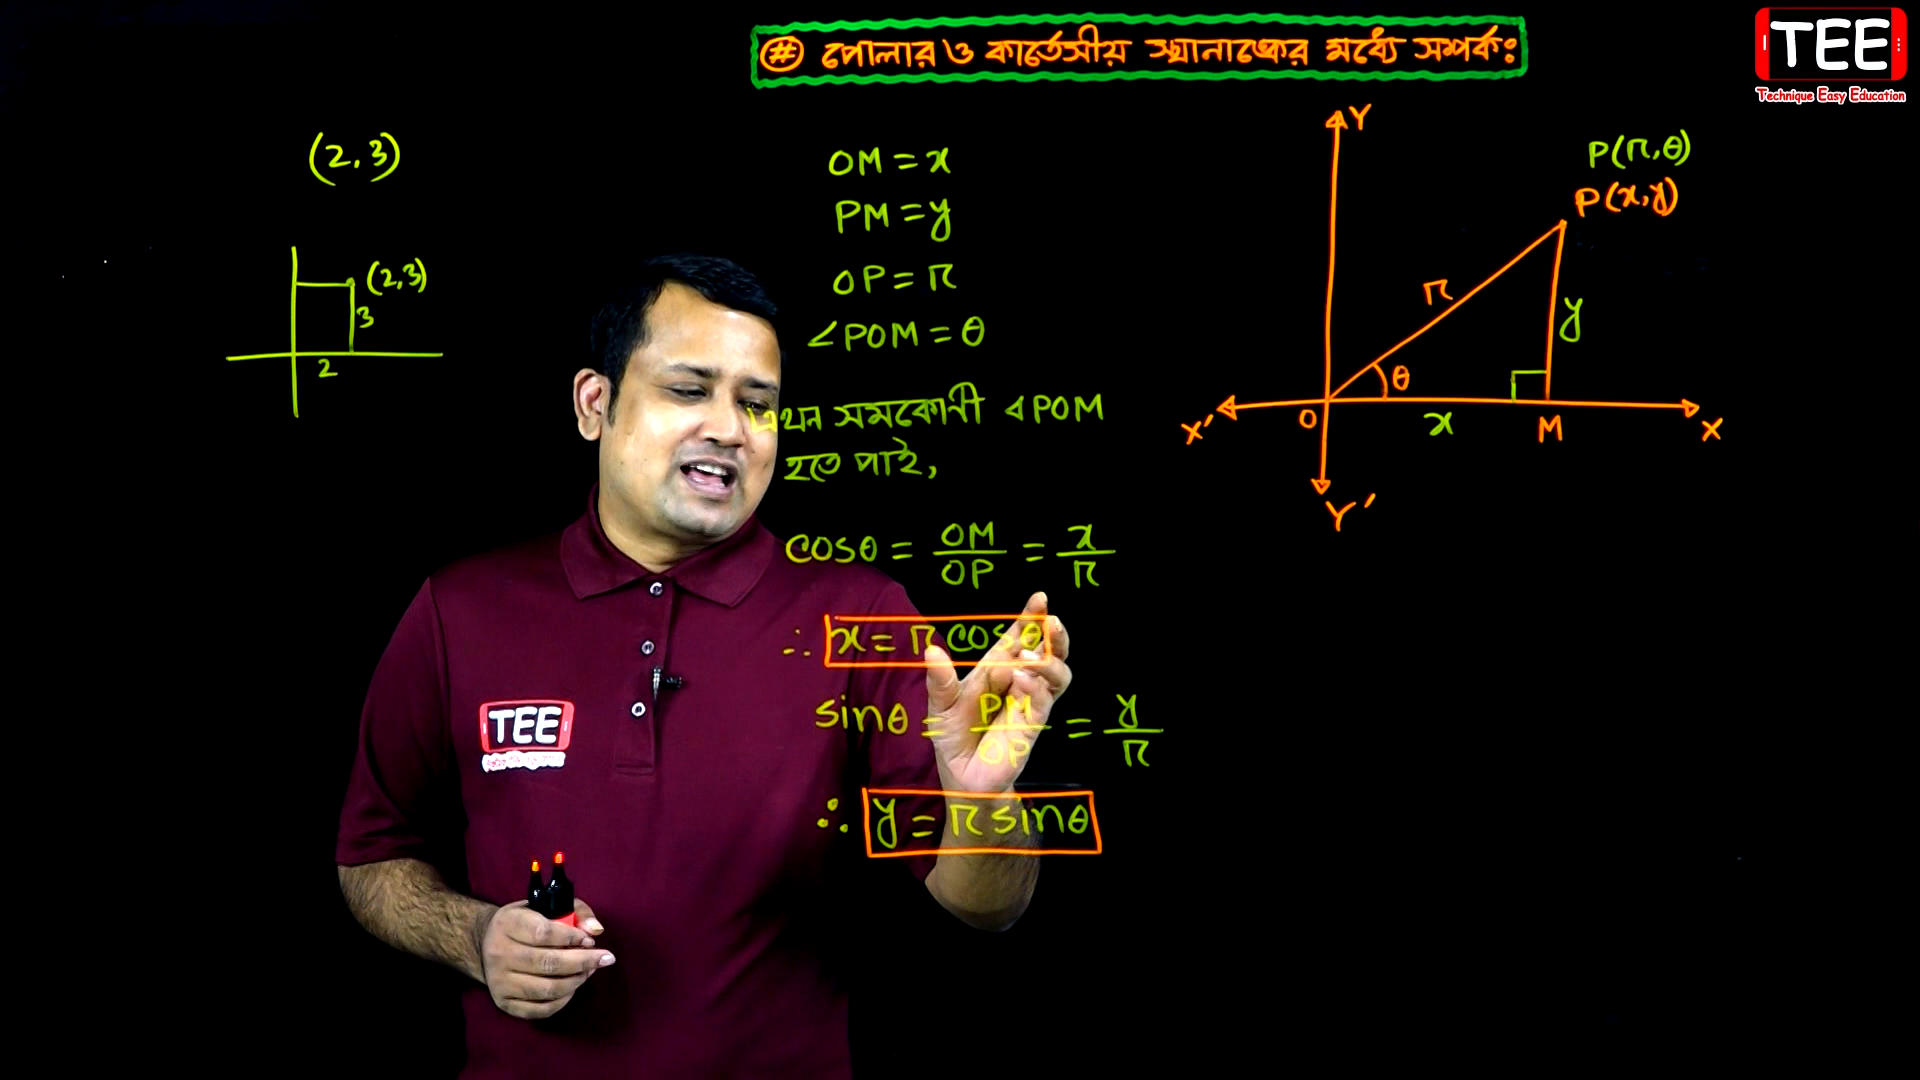 # পোলার ও কার্তেসীয় স্থানাঙ্কের মধ্যে সম্পর্ক:
TEE
Technique Easy Education
(2,3)
(2,3)
3
2
OM = x
PM = y
OP = r
∠POM = θ
এখন সমকোণী ⊿POM
হতে পাই,
cosθ = OM/OP = x/r
∴ x = r cosθ
sinθ = PM/OP = y/r
∴ y = r sinθ
Y
P(r,θ)
P(x,y)
r
y
θ
X'
O
x
M
X
Y'
TEE